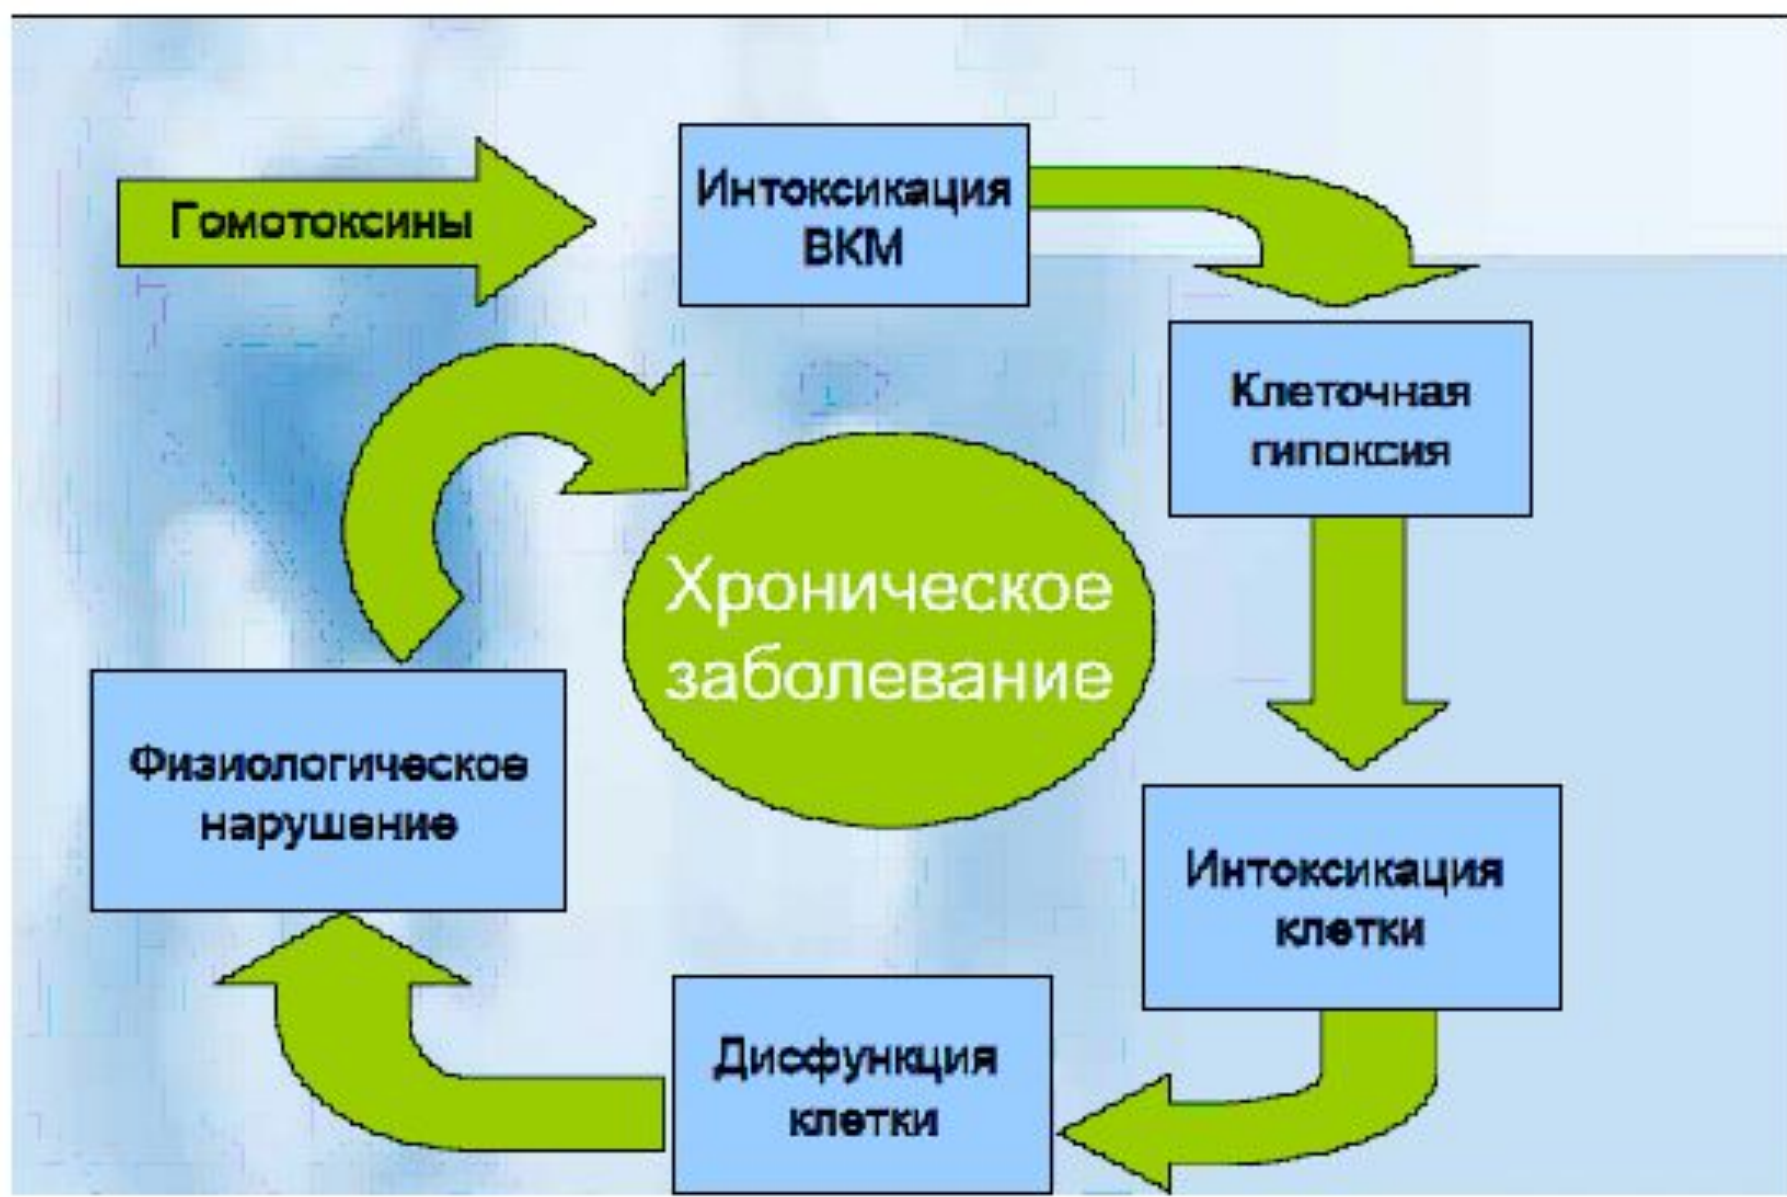 Гомотоксины
Интоксикация
ВКМ
Клеточная
гипоксия
Интоксикация
клетки
Дисфункция
клетки
Физиологическое
нарушение
Хроническое
заболевание